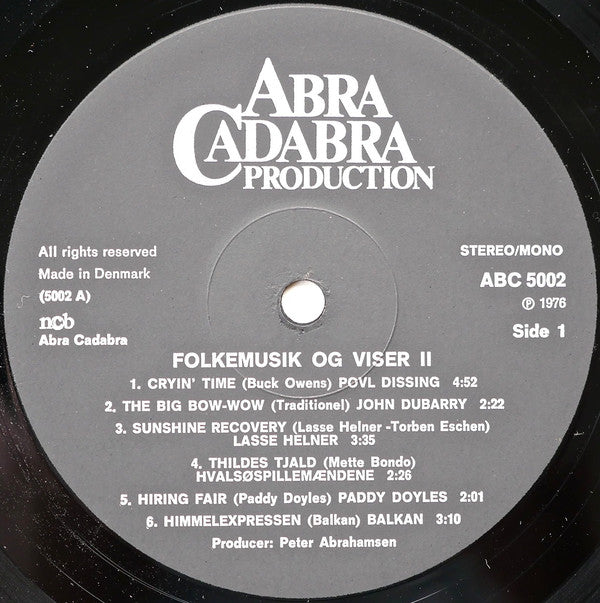 ABRA
CADABRA
PRODUCTION
All rights reserved
Made in Denmark
(5002 A)
ncb
Abra Cadabra
STEREO/MONO
ABC 5002
℗ 1976
Side 1
FOLKEMUSIK OG VISER II
1. CRYIN' TIME (Buck Owens) POVL DISSING 4:52
2. THE BIG BOW-WOW (Traditionel) JOHN DUBARRY 2:22
3. SUNSHINE RECOVERY (Lasse Helner -Torben Eschen)
LASSE HELNER 3:35
4. THILDES TJALD (Mette Bondo)
HVALSØSPILLEMÆNDENE 2:26
5. HIRING FAIR (Paddy Doyles) PADDY DOYLES 2:01
6. HIMMELEXPRESSEN (Balkan) BALKAN 3:10
Producer: Peter Abrahamsen